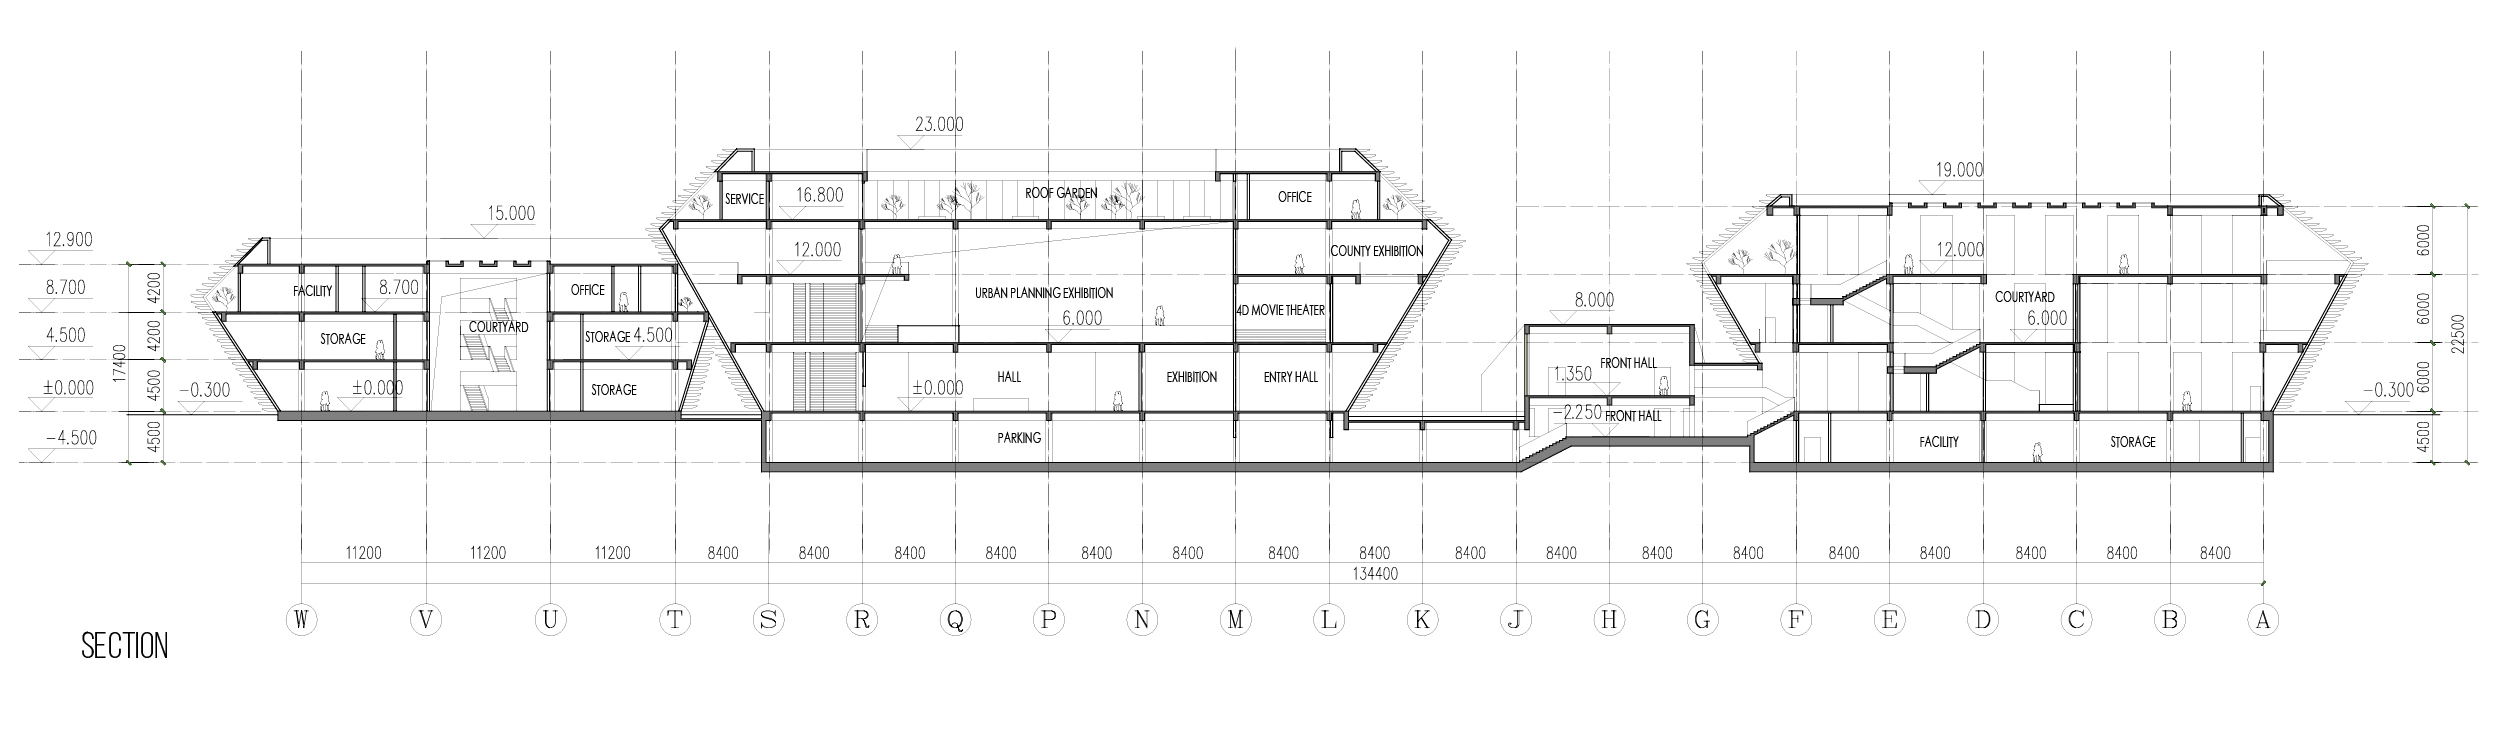 23.000
19.000
SERVICE
16.800
ROOF GARDEN
OFFICE
15.000
12.900
12.000
COUNTY EXHIBITION
12.000
6000
8.700
FACILITY
8.700
OFFICE
4200
URBAN PLANNING EXHIBITION
8.000
COURTYARD
4.500
STORAGE
COURTYARD
STORAGE
4.500
4200
6.000
4D MOVIE THEATER
6.000
6000
22500
17400
±0.000
-0.300
±0.000
STORAGE
4500
±0.000
HALL
EXHIBITION
ENTRY HALL
FRONT HALL
1.350
6000
-0.300
-2.250
FRONT HALL
-4.500
4500
PARKING
FACILITY
STORAGE
4500
11200 11200 11200 8400 8400 8400 8400 8400 8400 8400 8400 8400 8400 8400 8400 8400 8400 8400 8400 8400
134400
W V U T S R Q P N M L K J H G F E D C B A
SECTION